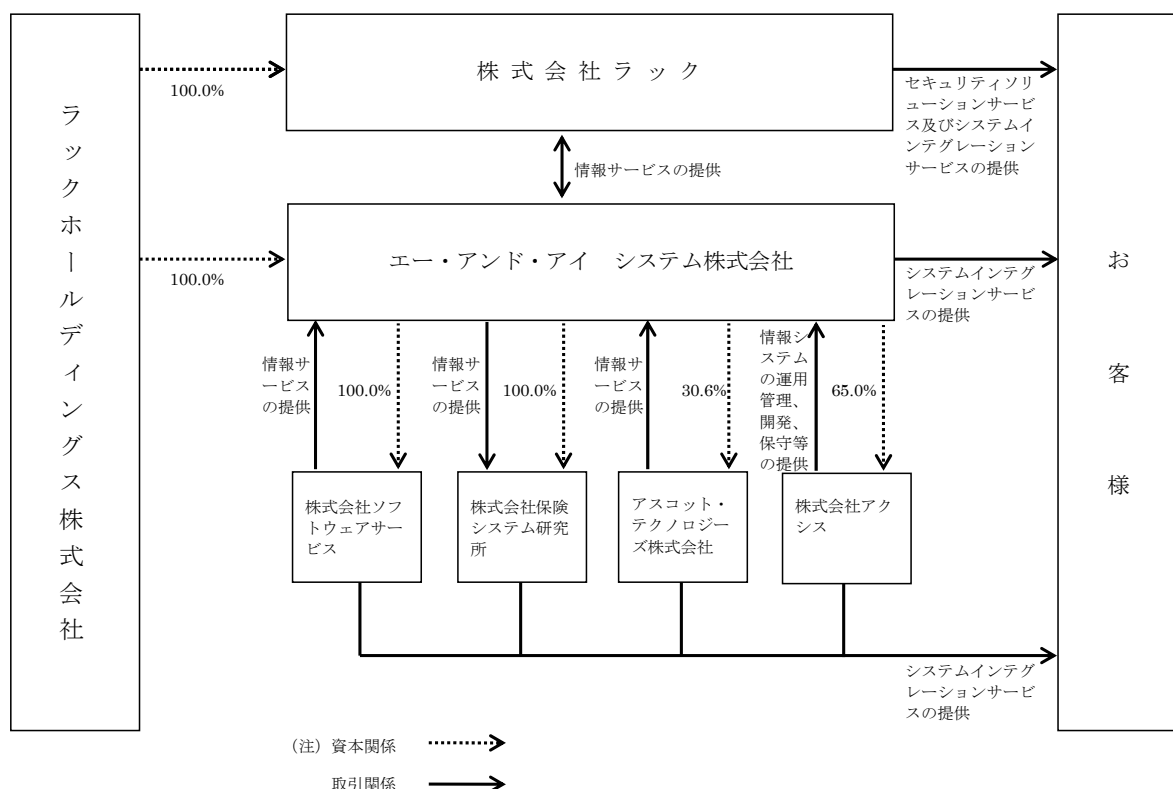 ラックホールディングス株式会社
100.0%
株式会社ラック
セキュリティソリ
ューションサービ
ス及びシステムイ
ンテグレーション
サービスの提供
情報サービスの提供
100.0%
エー・アンド・アイ　システム株式会社
システムインテグ
レーションサービ
スの提供
お客様
情報サ
ービス
の提供
100.0%
情報サ
ービス
の提供
100.0%
情報サ
ービス
の提供
30.6%
情報シ
ステム
の運用
管理、
開発、
保守等
の提供
65.0%
株式会社ソフ
トウェアサー
ビス
株式会社保険
システム研究
所
アスコット・
テクノロジー
ズ株式会社
株式会社アク
シス
システムインテグ
レーションサービ
スの提供
（注）資本関係
取引関係